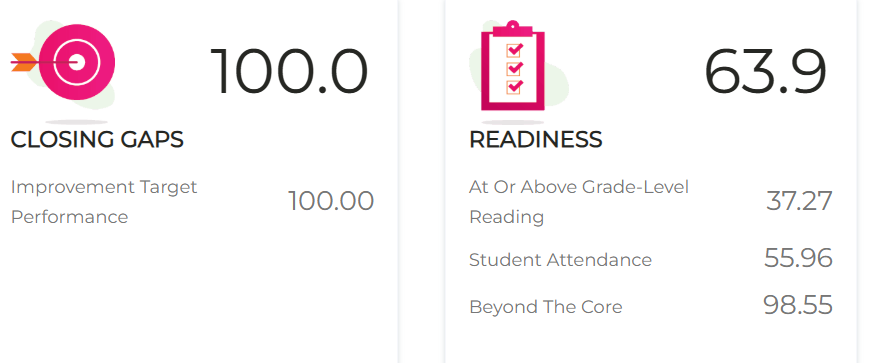 100.0
CLOSING GAPS
Improvement Target
Performance
100.00
63.9
READINESS
At Or Above Grade-Level
Reading
37.27
Student Attendance
55.96
Beyond The Core
98.55